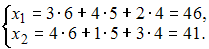 x₁ = 3·6 + 4·5 + 2·4 = 46,
x₂ = 4·6 + 1·5 + 3·4 = 41.